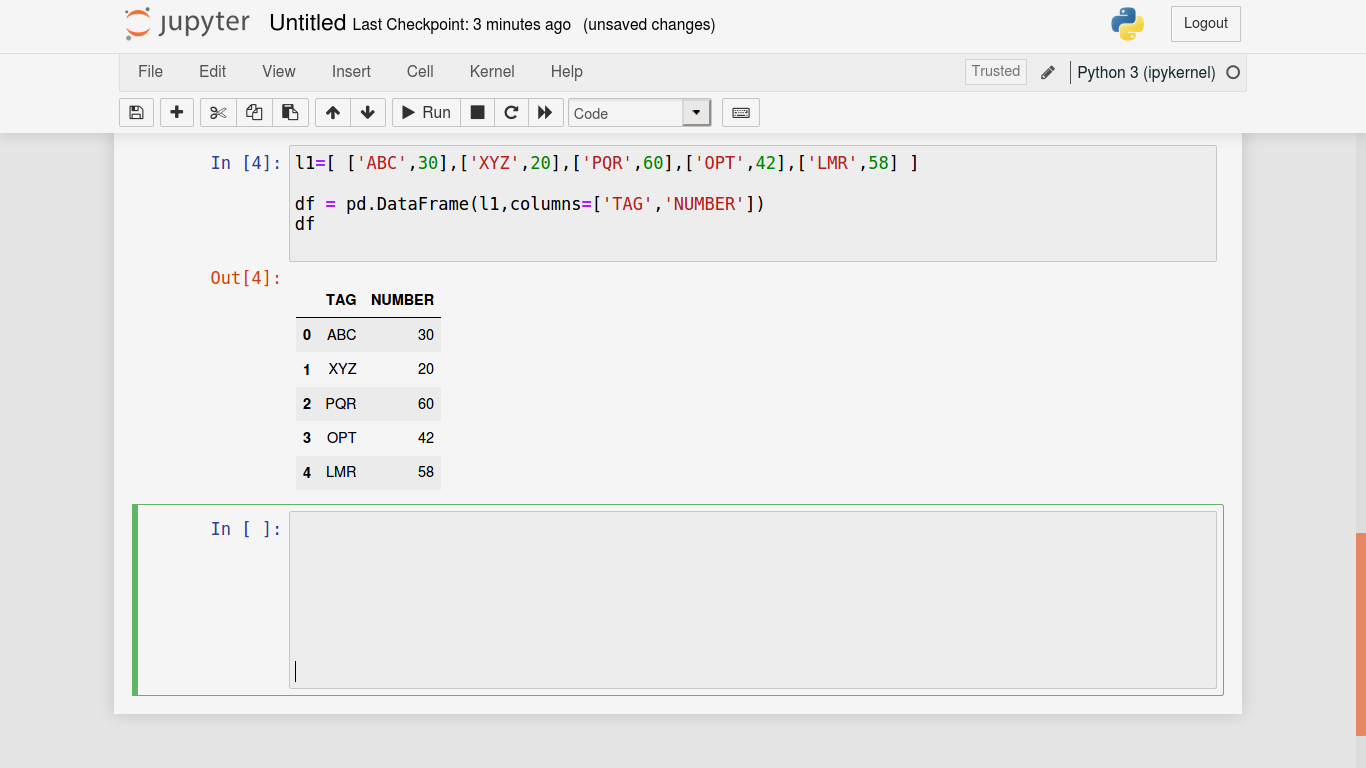 jupyter Untitled Last Checkpoint: 3 minutes ago (unsaved changes) Logout
File Edit View Insert Cell Kernel Help Trusted Python 3 (ipykernel)
Run Code
In [4]: l1=[ ['ABC',30],['XYZ',20],['PQR',60],['OPT',42],['LMR',58] ]
df = pd.DataFrame(l1,columns=['TAG','NUMBER'])
df
Out[4]:
TAG NUMBER
0 ABC 30
1 XYZ 20
2 PQR 60
3 OPT 42
4 LMR 58
In [ ]: